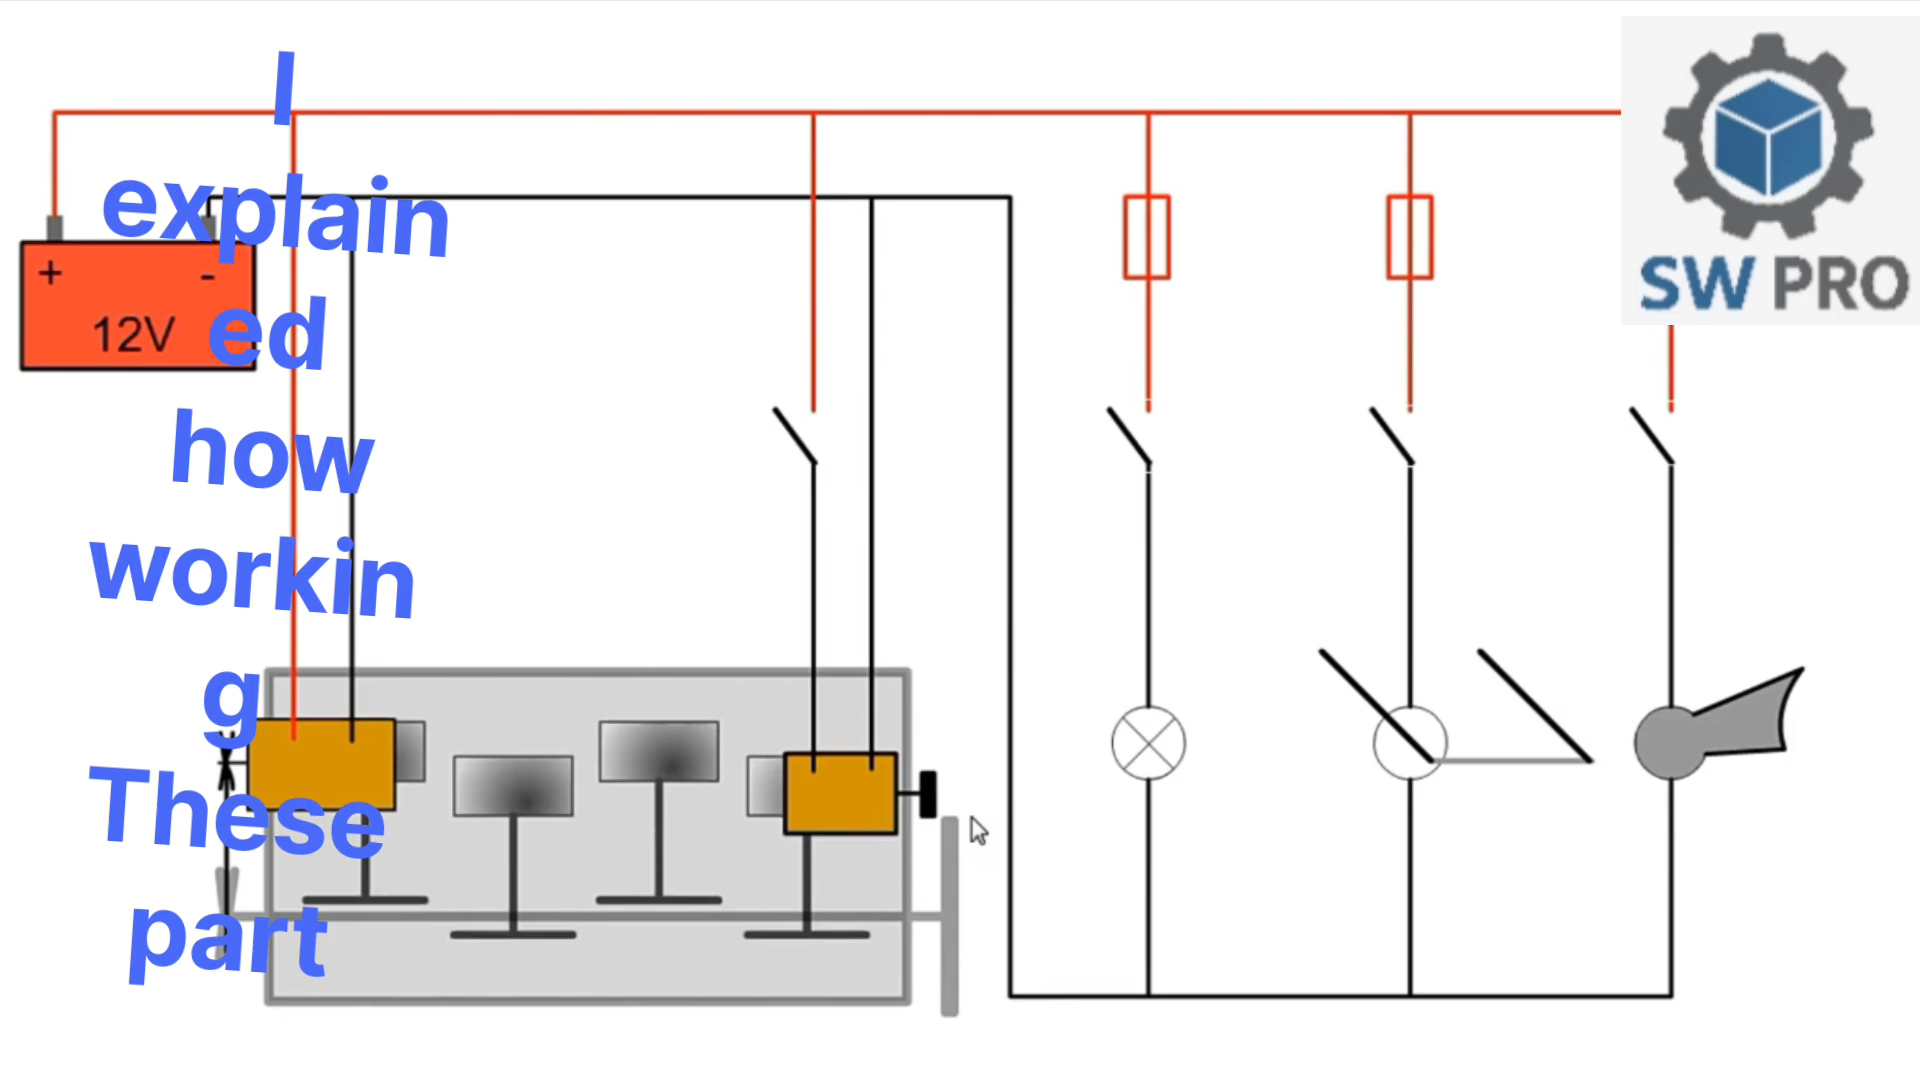 I
explain
ed
how
workin
g
These
part
+ -
12V
SW PRO